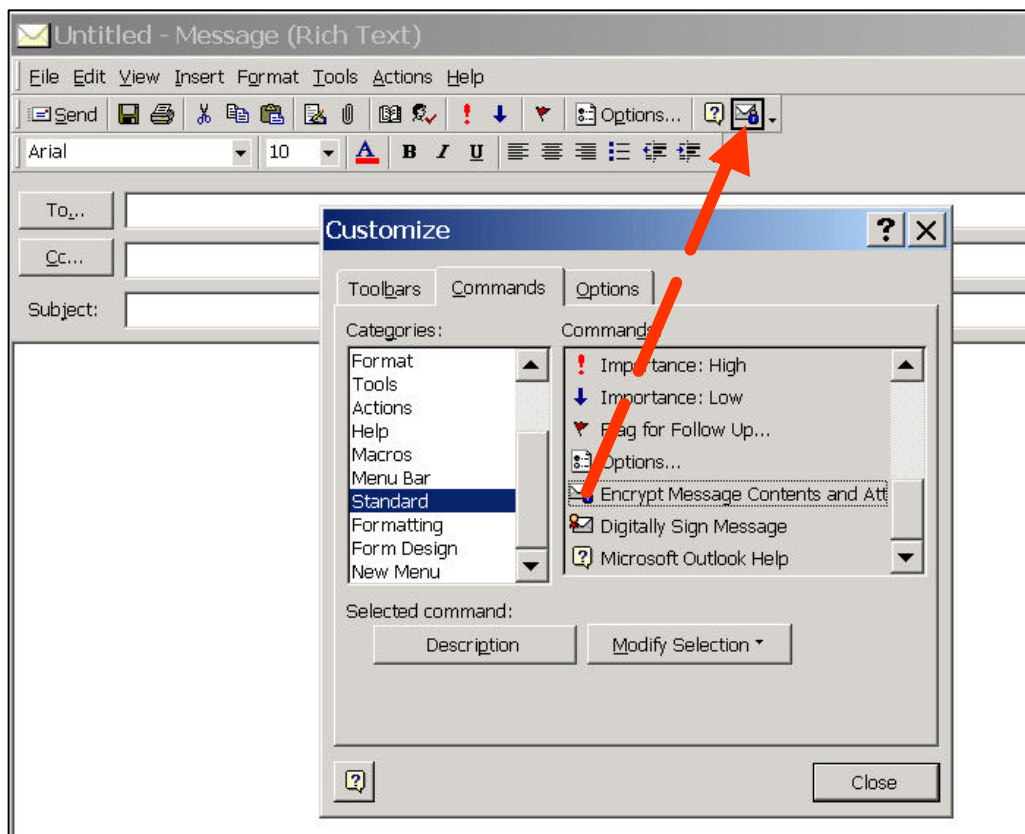 Untitled - Message (Rich Text)
File Edit View Insert Format Tools Actions Help
Send Options...
Arial 10 A B I U
To...
Cc...
Subject:
Customize
Toolbars Commands Options
Categories: Commands:
Format
Tools
Actions
Help
Macros
Menu Bar
Standard
Formatting
Form Design
New Menu
Importance: High
Importance: Low
Flag for Follow Up...
Options...
Encrypt Message Contents and Att
Digitally Sign Message
Microsoft Outlook Help
Selected command:
Description Modify Selection
Close